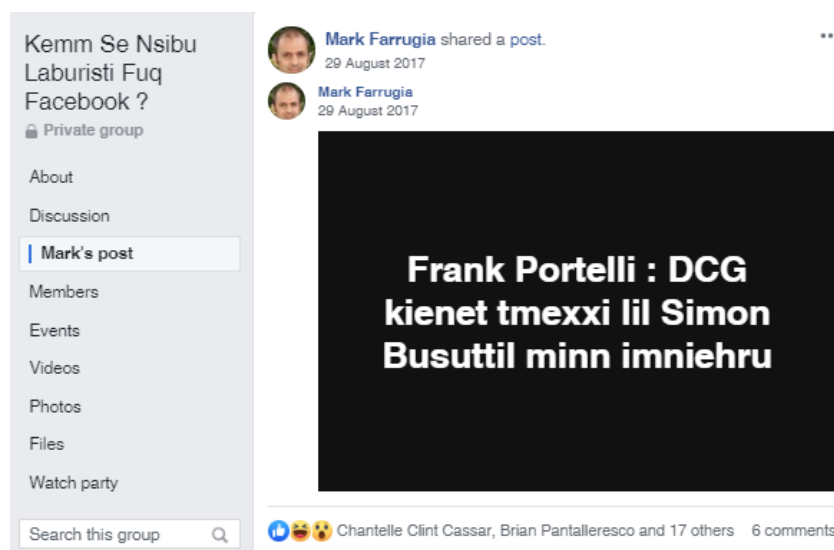 Kemm Se Nsibu
Laburisti Fuq
Facebook ?
Private group
About
Discussion
Mark's post
Members
Events
Videos
Photos
Files
Watch party
Search this group
Mark Farrugia shared a post.
29 August 2017
Mark Farrugia
29 August 2017
Frank Portelli : DCG
kienet tmexxi lil Simon
Busuttil minn imniehru
Chantelle Clint Cassar, Brian Pantalleresco and 17 others 6 comments